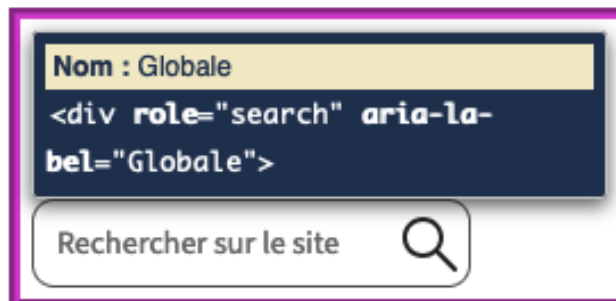 Nom : Globale
<div role="search" aria-la-
bel="Globale">
Rechercher sur le site